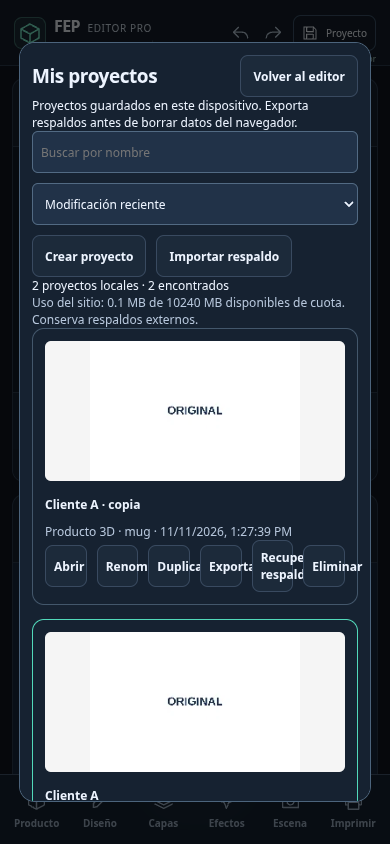 FEP EDITOR PRO
Proyecto
Mis proyectos
Volver al editor
Proyectos guardados en este dispositivo. Exporta
respaldos antes de borrar datos del navegador.
Buscar por nombre
Modificación reciente
Crear proyecto
Importar respaldo
2 proyectos locales · 2 encontrados
Uso del sitio: 0.1 MB de 10240 MB disponibles de cuota.
Conserva respaldos externos.
ORIGINAL
Cliente A · copia
Producto 3D · mug · 11/11/2026, 1:27:39 PM
Abrir
Renom
Duplica
Exporta
Recupe
respald
Eliminar
ORIGINAL
Cliente A
Producto
Diseño
Capas
Efectos
Escena
Imprimir